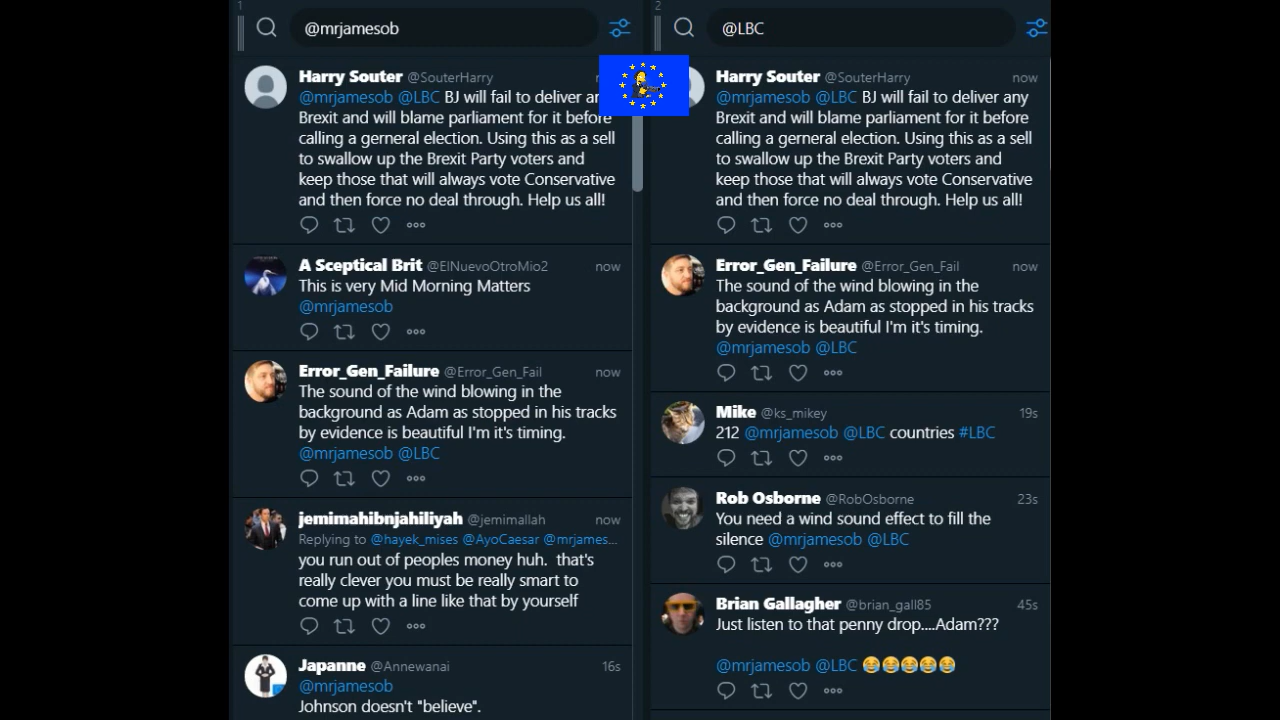 1
@mrjamesob
Harry Souter @SouterHarry
@mrjamesob @LBC BJ will fail to deliver
Brexit and will blame parliament for it before
calling a gerneral election. Using this as a sell
to swallow up the Brexit Party voters and
keep those that will always vote Conservative
and then force no deal through. Help us all!
A Sceptical Brit @ElNuevoOtroMio2 now
This is very Mid Morning Matters
@mrjamesob
Error_Gen_Failure @Error_Gen_Fail now
The sound of the wind blowing in the
background as Adam as stopped in his tracks
by evidence is beautiful I'm it's timing.
@mrjamesob @LBC
jemimahibnjahiliyah @jemimallah now
Replying to @hayek_mises @AyoCaesar @mrjames...
you run out of peoples money huh. that's
really clever you must be really smart to
come up with a line like that by yourself
Japanne @Annewanai 16s
@mrjamesob
Johnson doesn't "believe".
2
@LBC
Harry Souter @SouterHarry now
@mrjamesob @LBC BJ will fail to deliver any
Brexit and will blame parliament for it before
calling a gerneral election. Using this as a sell
to swallow up the Brexit Party voters and
keep those that will always vote Conservative
and then force no deal through. Help us all!
Error_Gen_Failure @Error_Gen_Fail now
The sound of the wind blowing in the
background as Adam as stopped in his tracks
by evidence is beautiful I'm it's timing.
@mrjamesob @LBC
Mike @ks_mikey 19s
212 @mrjamesob @LBC countries #LBC
Rob Osborne @RobOsborne 23s
You need a wind sound effect to fill the
silence @mrjamesob @LBC
Brian Gallagher @brian_gall85 45s
Just listen to that penny drop....Adam???
@mrjamesob @LBC 😂😂😂😂😂